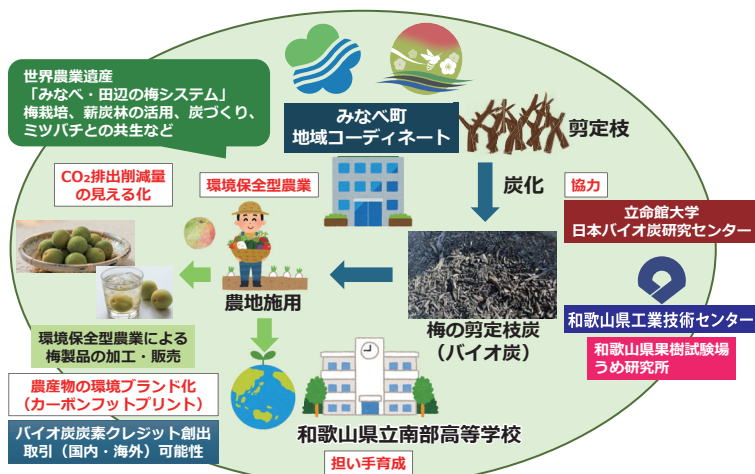 世界農業遺産
「みなべ・田辺の梅システム」
梅栽培、薪炭林の活用、炭づくり、
ミツバチとの共生など
みなべ町
地域コーディネート
剪定枝
CO₂排出削減量
の見える化
環境保全型農業
炭化
協力
立命館大学
日本バイオ炭研究センター
農地施用
梅の剪定枝炭
（バイオ炭）
和歌山県工業技術センター
和歌山県果樹試験場
うめ研究所
環境保全型農業による
梅製品の加工・販売
農産物の環境ブランド化
（カーボンフットプリント）
バイオ炭炭素クレジット創出
取引（国内・海外）可能性
和歌山県立南部高等学校
担い手育成